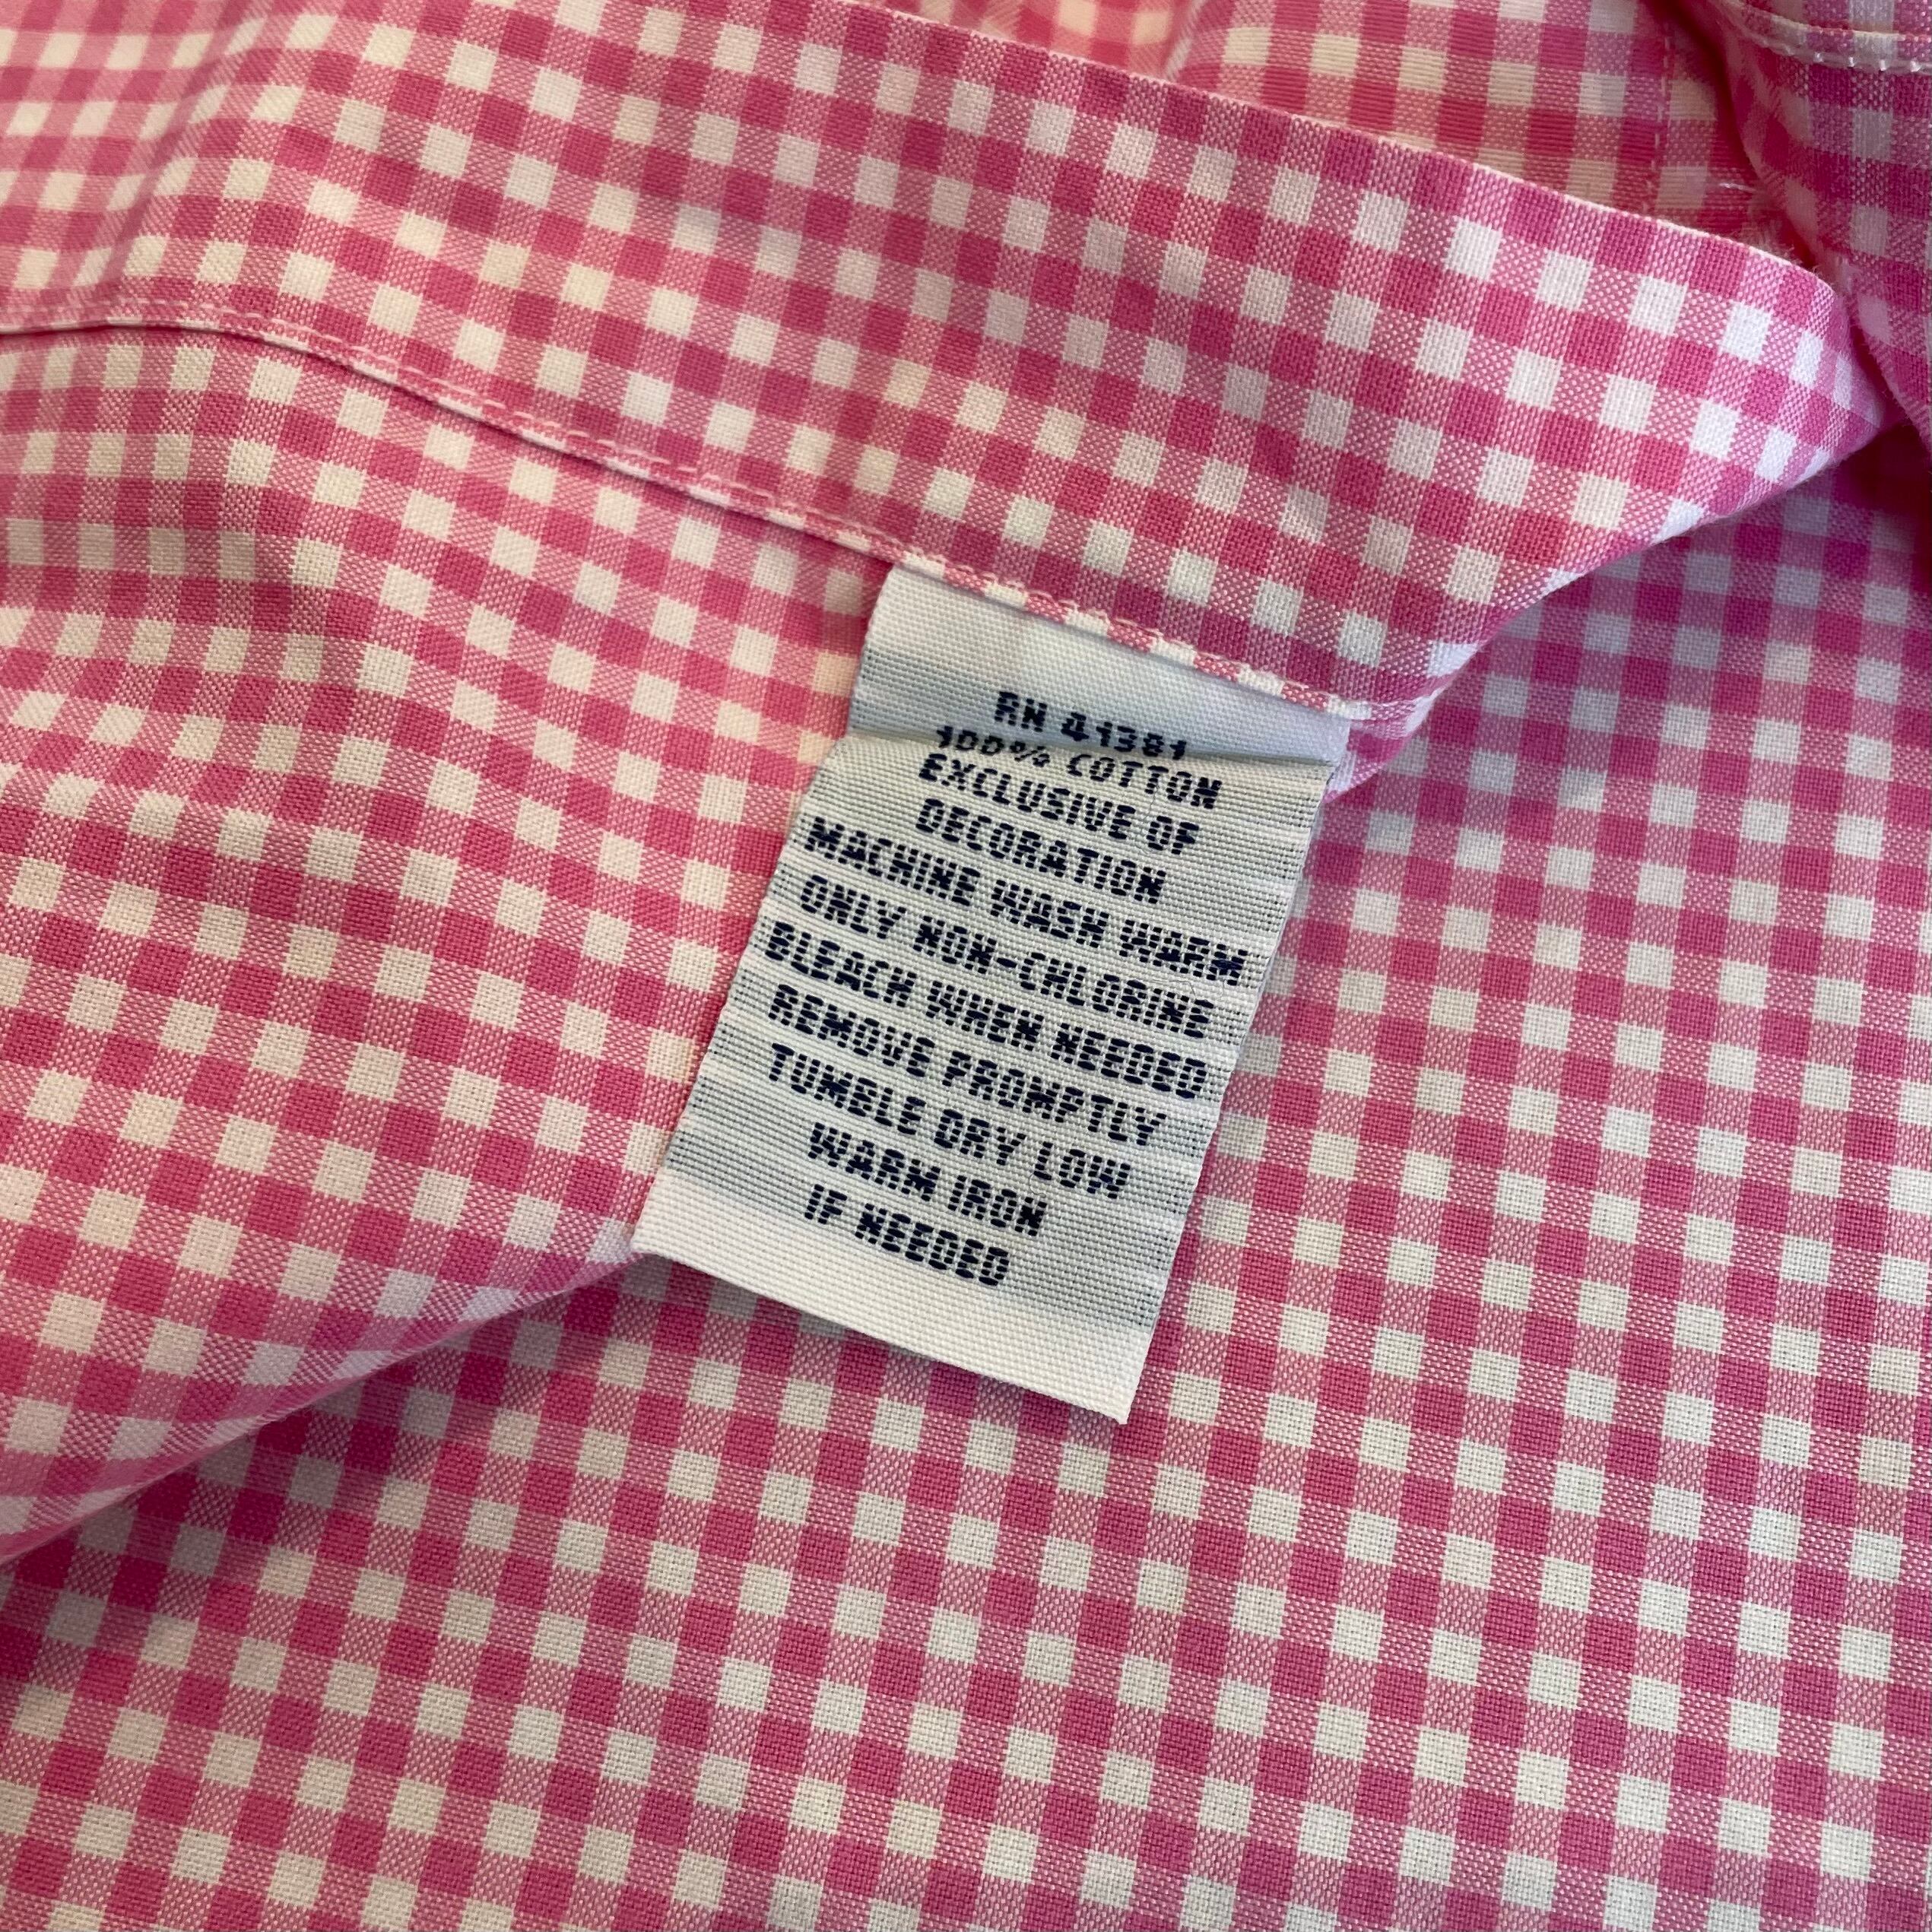 RN 41381
100% COTTON
EXCLUSIVE OF
DECORATION
MACHINE WASH WARM
ONLY NON-CHLORINE
BLEACH WHEN NEEDED
REMOVE PROMPTLY
TUMBLE DRY LOW
WARM IRON
IF NEEDED